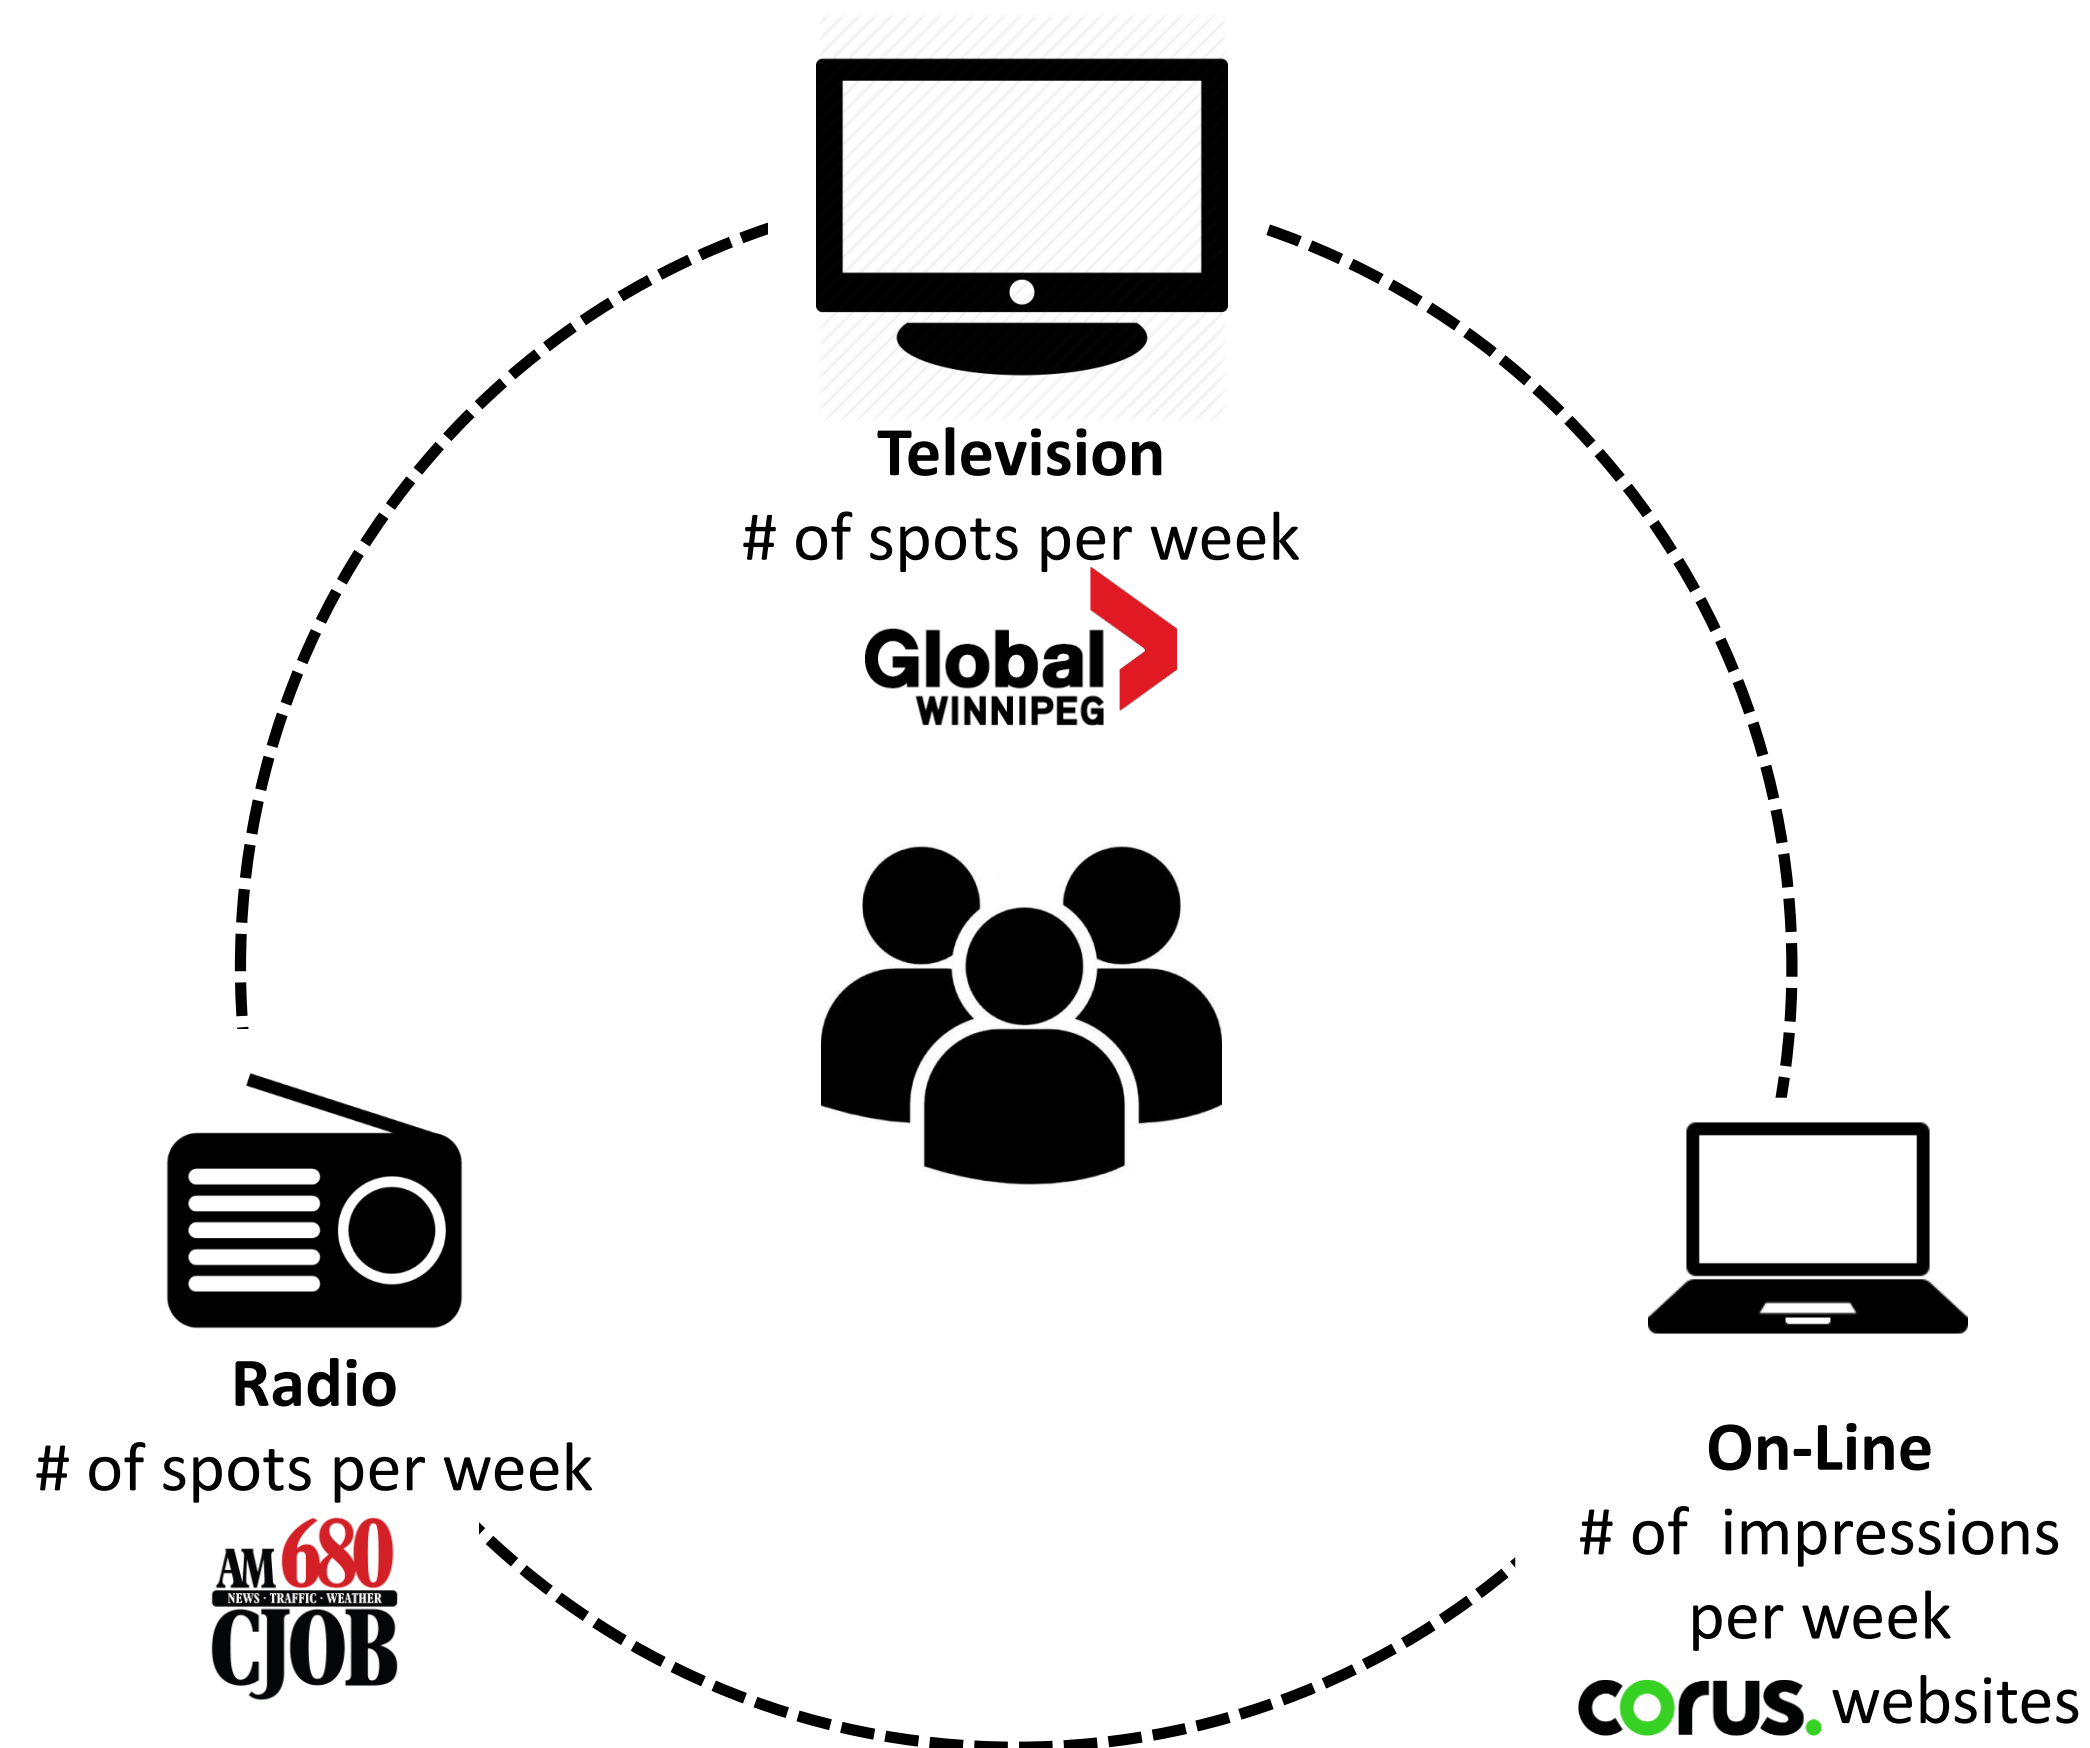 Television
# of spots per week
Global
WINNIPEG
Radio
# of spots per week
AM 680
NEWS · TRAFFIC · WEATHER
CJOB
On-Line
# of impressions
per week
corus. websites